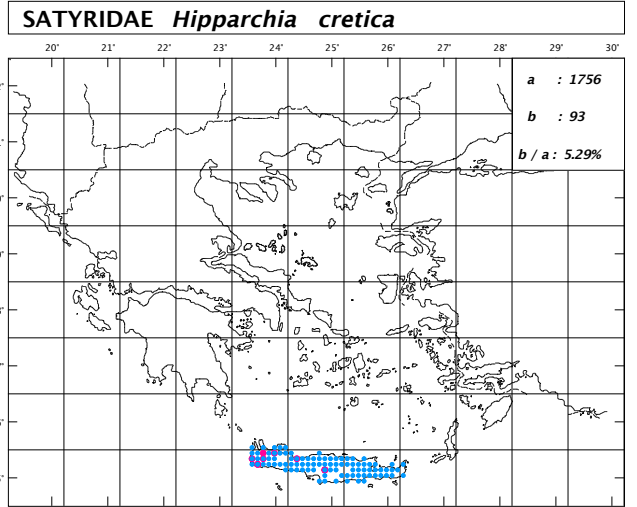 SATYRIDAE Hipparchia cretica
20° 21° 22° 23° 24° 25° 26° 27° 28° 29° 30°
a : 1756
b : 93
b / a : 5.29%